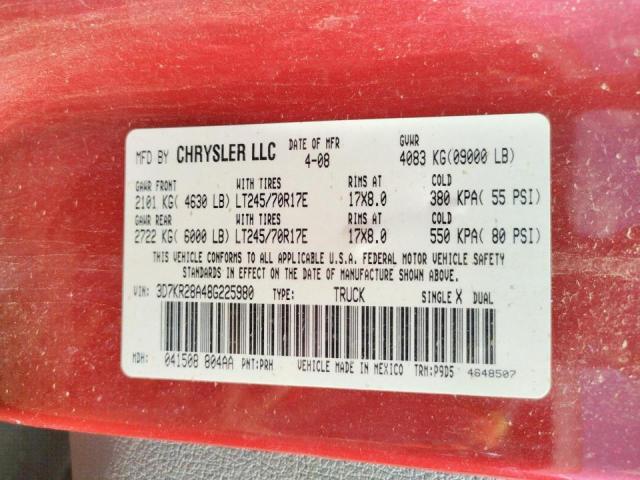 MFD BY CHRYSLER LLC DATE OF MFR 4-08 GVWR 4083 KG(09000 LB)
GAWR FRONT WITH TIRES RIMS AT COLD
2101 KG( 4630 LB) LT245/70R17E 17X8.0 380 KPA( 55 PSI)
GAWR REAR WITH TIRES RIMS AT COLD
2722 KG( 6000 LB) LT245/70R17E 17X8.0 550 KPA( 80 PSI)
THIS VEHICLE CONFORMS TO ALL APPLICABLE U.S.A. FEDERAL MOTOR VEHICLE SAFETY
STANDARDS IN EFFECT ON THE DATE OF MANUFACTURE SHOWN ABOVE.
VIN: 3D7KR28A48G225980 TYPE: TRUCK SINGLE X DUAL
MDH: 041508 804AA PNT:PRH VEHICLE MADE IN MEXICO TRM:P9D5 4648507